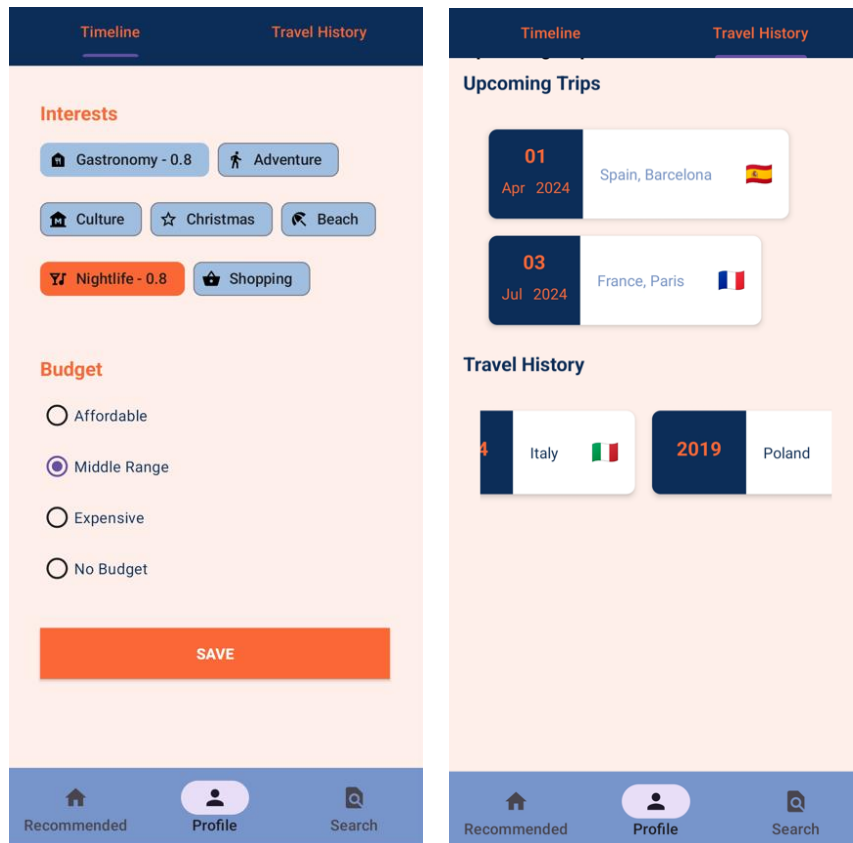 Timeline Travel History
Interests
Gastronomy - 0.8 Adventure
Culture Christmas Beach
Nightlife - 0.8 Shopping
Budget
Affordable
Middle Range
Expensive
No Budget
SAVE
Recommended Profile Search
Timeline Travel History
Upcoming Trips
01
Apr 2024
Spain, Barcelona
03
Jul 2024
France, Paris
Travel History
4 Italy 2019 Poland
Recommended Profile Search